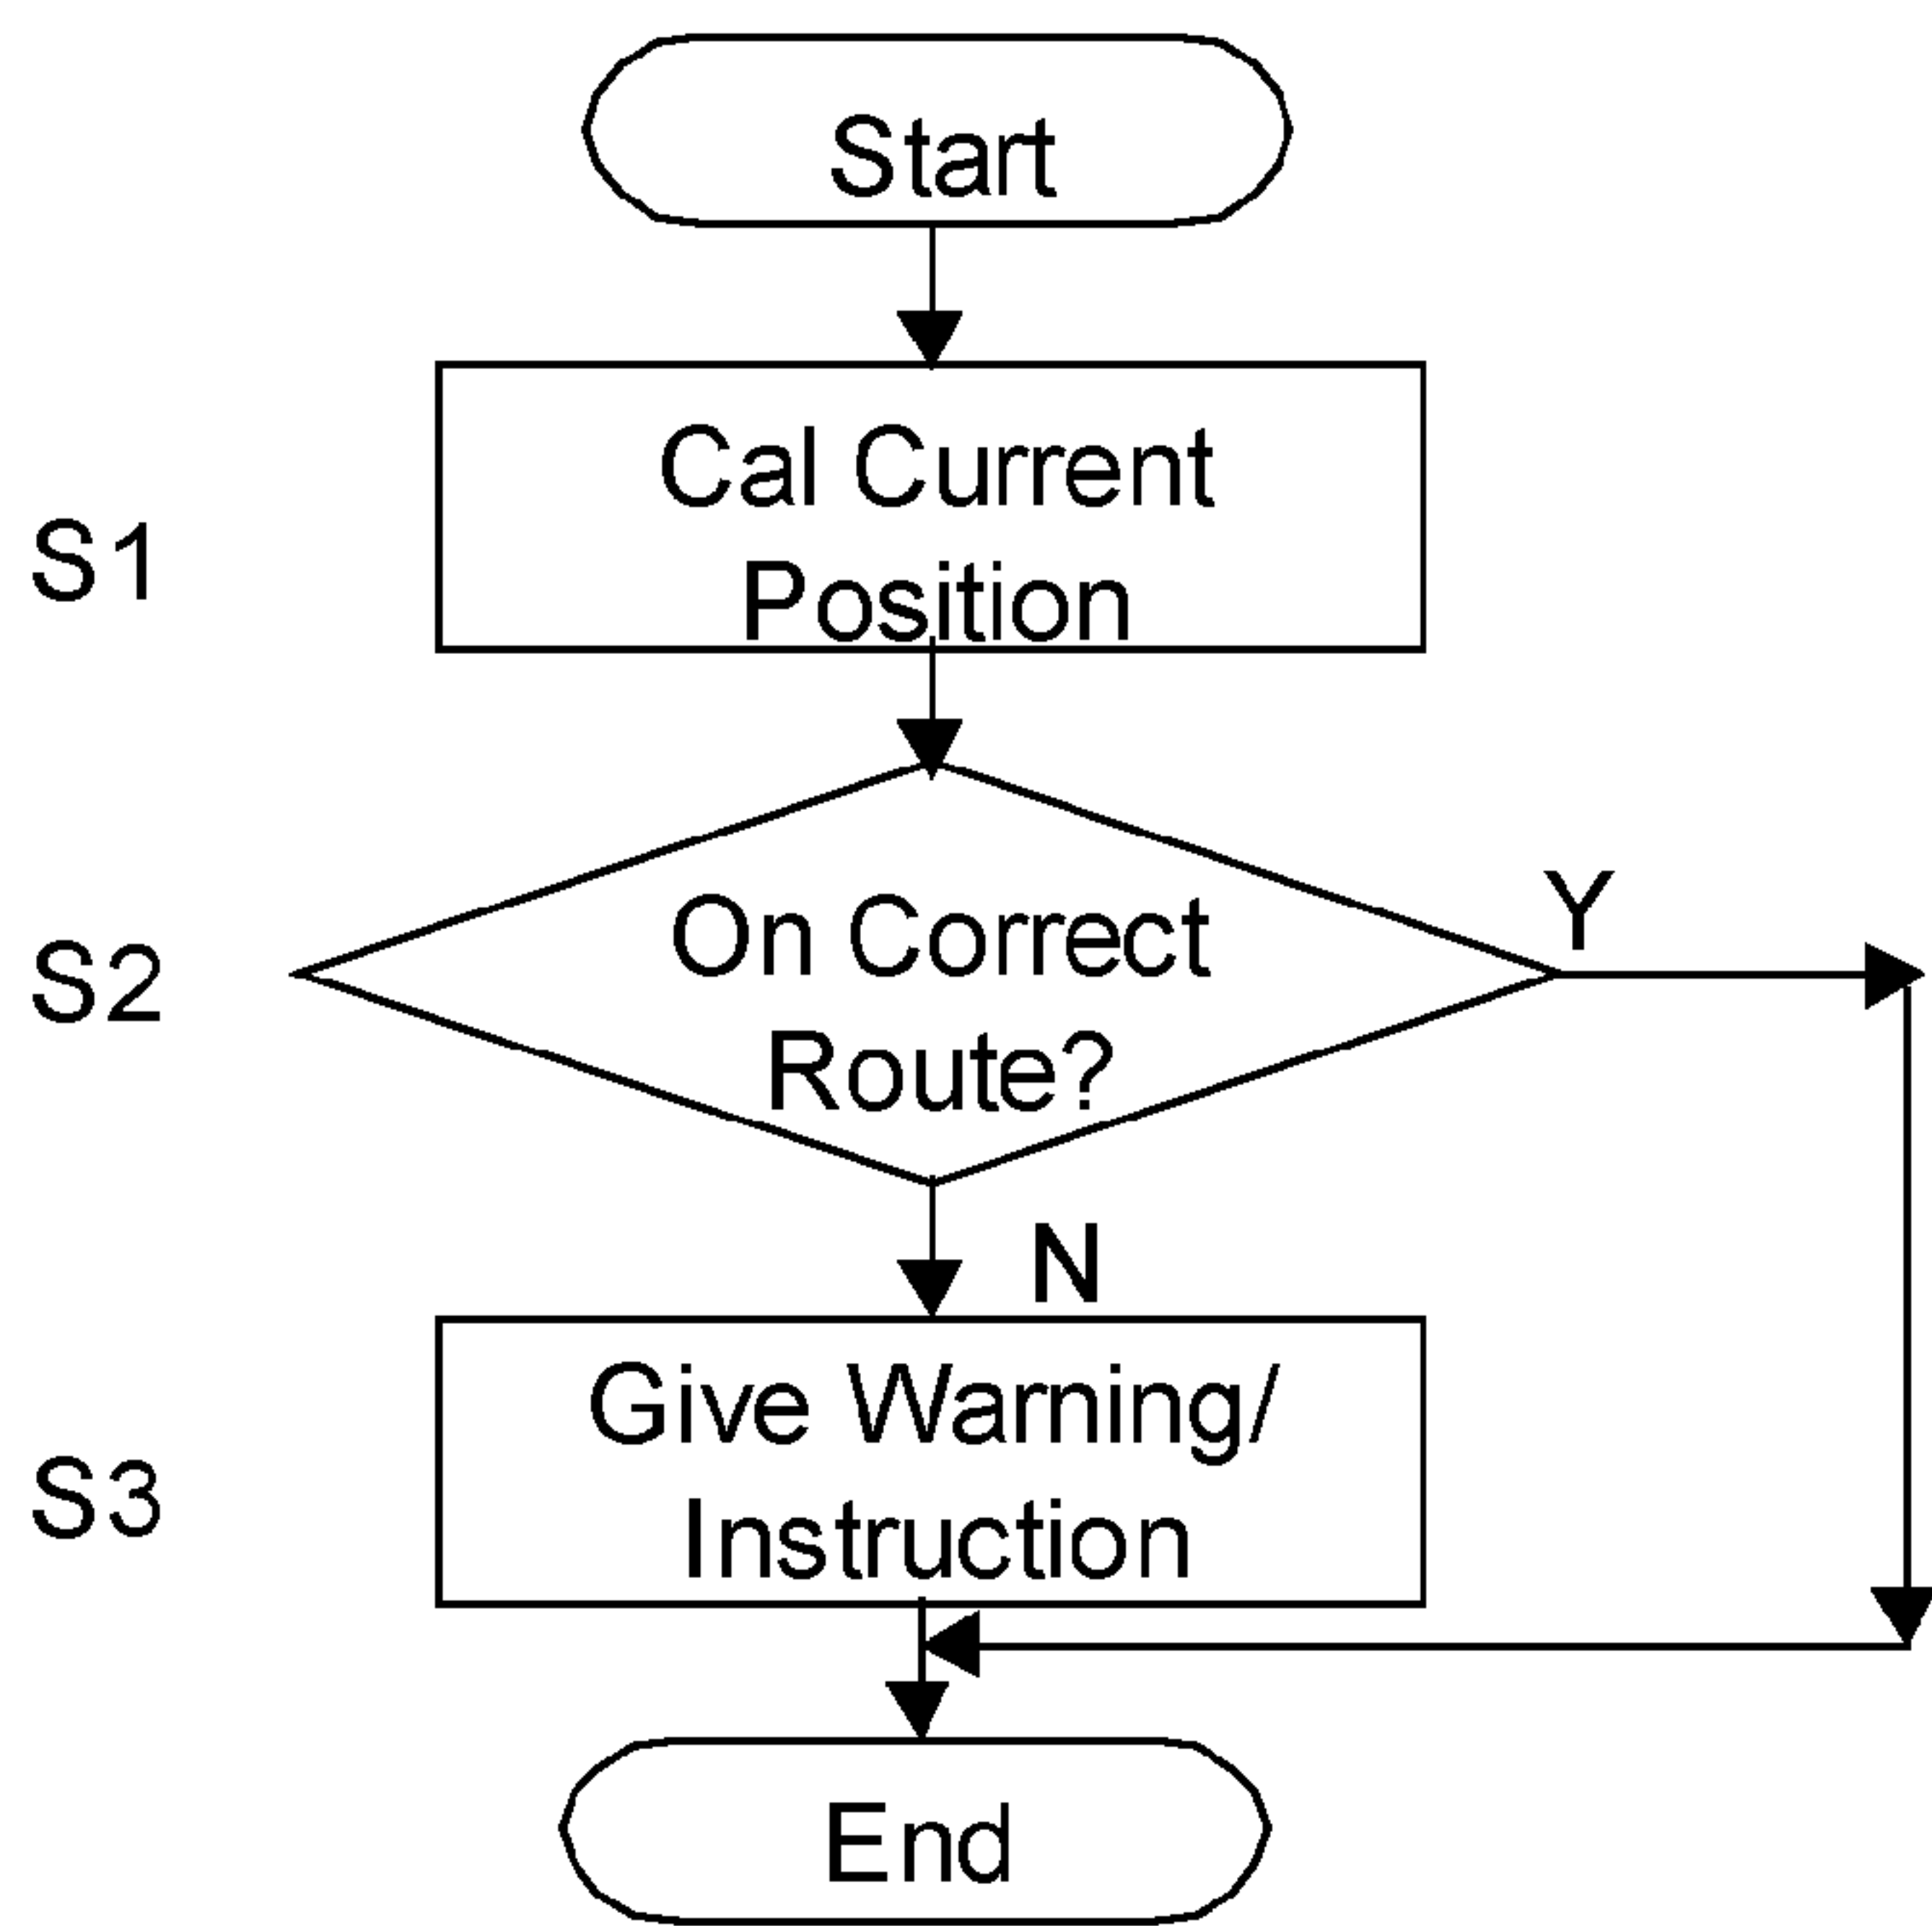 Start
S1
Cal Current
Position
S2
On Correct
Route?
Y
N
S3
Give Warning/
Instruction
End